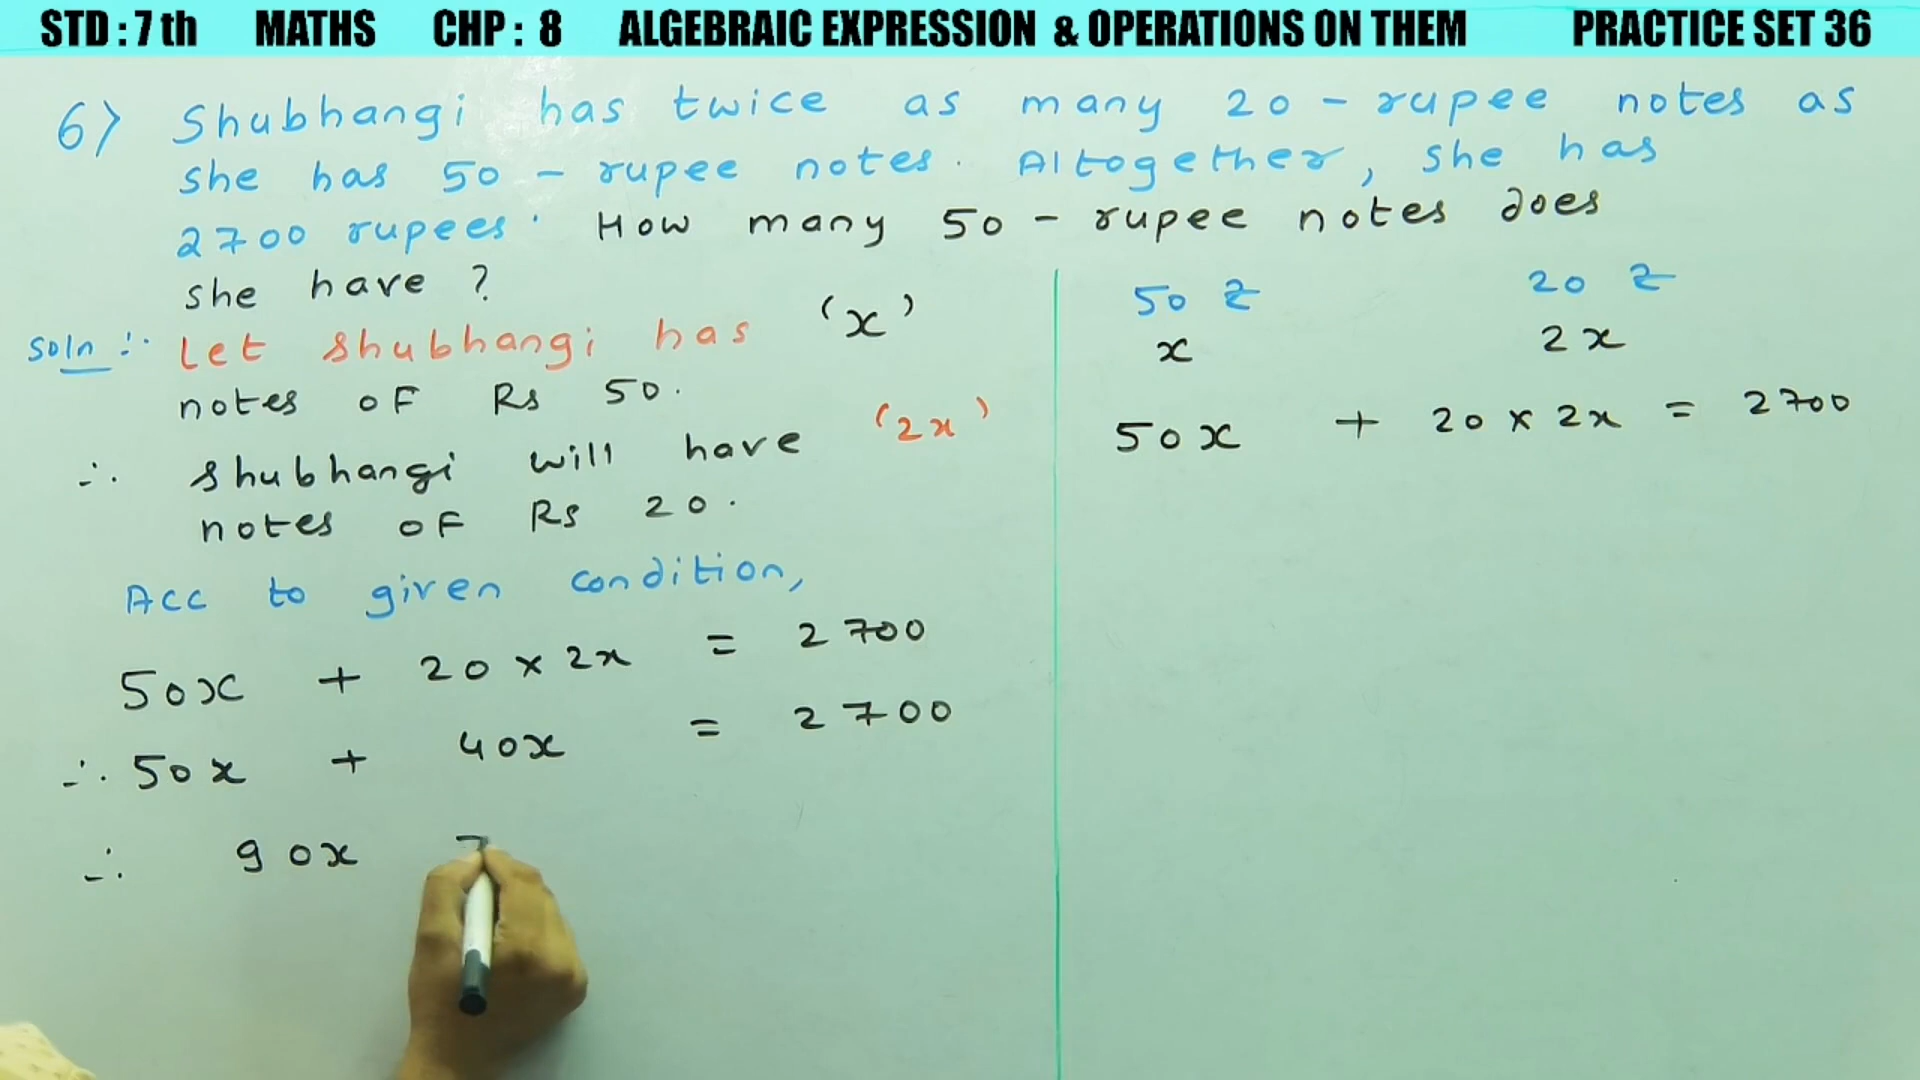 STD : 7 th MATHS CHP : 8 ALGEBRAIC EXPRESSION & OPERATIONS ON THEM PRACTICE SET 36
6) Shubhangi has twice as many 20 - rupee notes as
she has 50 - rupee notes. Altogether, she has
2700 rupees. How many 50 - rupee notes does
she have ?
Soln :- Let Shubhangi has 'x'
notes of Rs 50.
∴ Shubhangi will have '2x'
notes of Rs 20.
Acc to given condition,
50x + 20 × 2x = 2700
∴ 50x + 40x = 2700
∴ 90x
50 ₹ 20 ₹
x 2x
50x + 20 × 2x = 2700